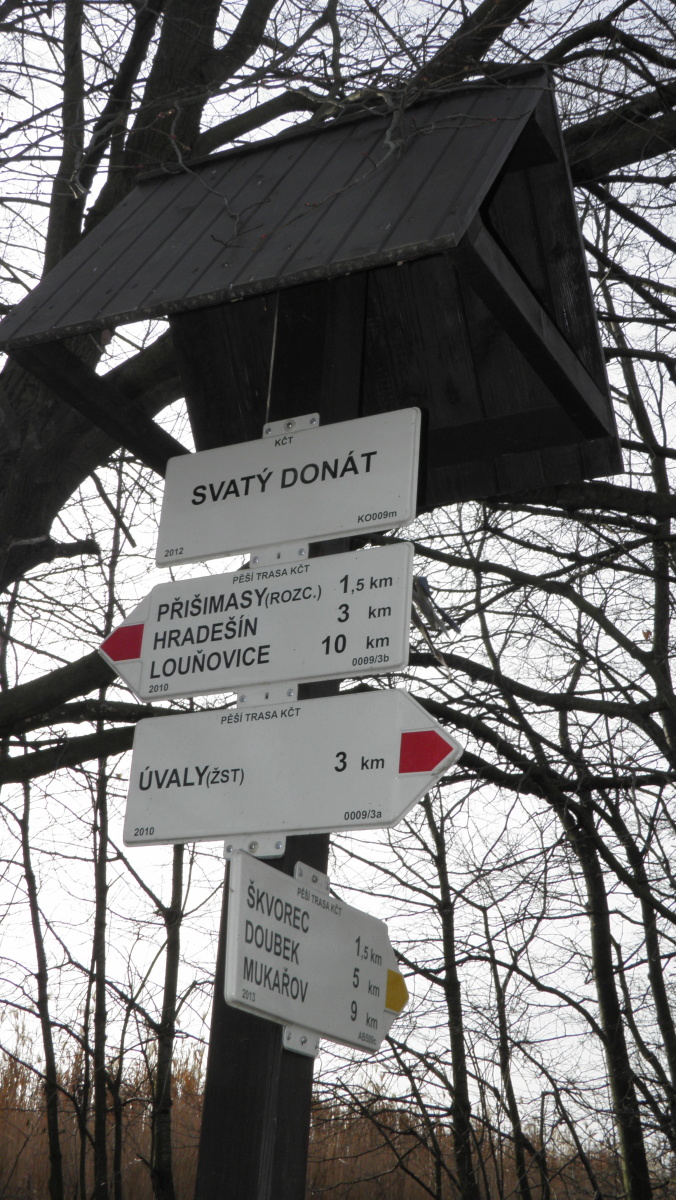 KČT
SVATÝ DONÁT
2012 KO009m
PĚŠÍ TRASA KČT
PŘIŠIMASY(ROZC.) 1,5 km
HRADEŠÍN 3 km
LOUŇOVICE 10 km
2010 0009/3b
PĚŠÍ TRASA KČT
ÚVALY(ŽST) 3 km
2010 0009/3a
PĚŠÍ TRASA KČT
ŠKVOREC 1,5 km
DOUBEK 5 km
MUKAŘOV 9 km
2013